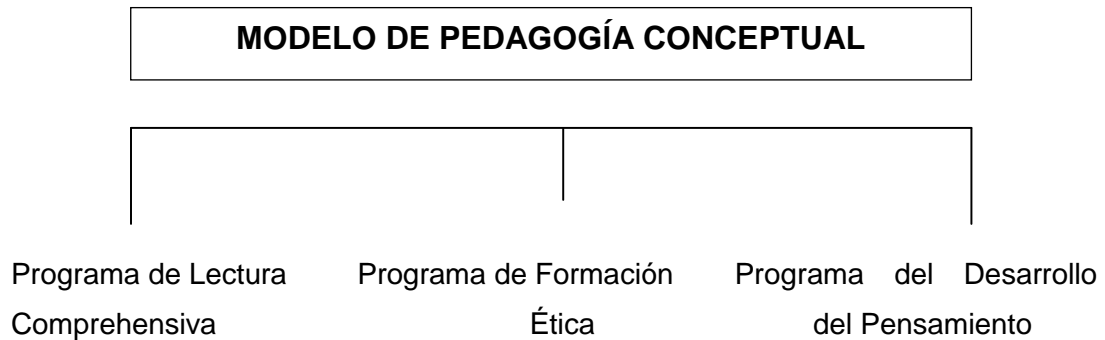 MODELO DE PEDAGOGÍA CONCEPTUAL
Programa de Lectura Comprehensiva
Programa de Formación Ética
Programa del Desarrollo del Pensamiento